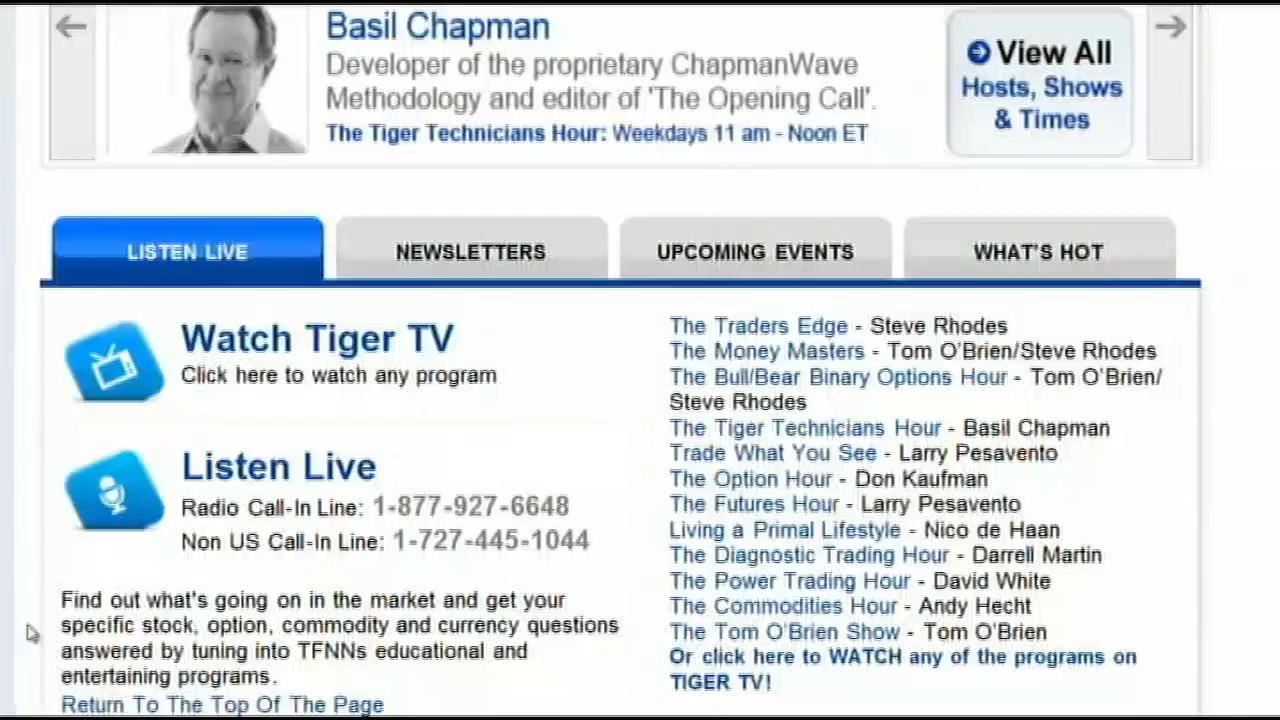 Basil Chapman
Developer of the proprietary ChapmanWave
Methodology and editor of 'The Opening Call'.
The Tiger Technicians Hour: Weekdays 11 am - Noon ET
View All
Hosts, Shows
& Times
LISTEN LIVE
NEWSLETTERS
UPCOMING EVENTS
WHAT'S HOT
Watch Tiger TV
Click here to watch any program
Listen Live
Radio Call-In Line: 1-877-927-6648
Non US Call-In Line: 1-727-445-1044
Find out what's going on in the market and get your
specific stock, option, commodity and currency questions
answered by tuning into TFNNs educational and
entertaining programs.
Return To The Top Of The Page
The Traders Edge - Steve Rhodes
The Money Masters - Tom O'Brien/Steve Rhodes
The Bull/Bear Binary Options Hour - Tom O'Brien/
Steve Rhodes
The Tiger Technicians Hour - Basil Chapman
Trade What You See - Larry Pesavento
The Option Hour - Don Kaufman
The Futures Hour - Larry Pesavento
Living a Primal Lifestyle - Nico de Haan
The Diagnostic Trading Hour - Darrell Martin
The Power Trading Hour - David White
The Commodities Hour - Andy Hecht
The Tom O'Brien Show - Tom O'Brien
Or click here to WATCH any of the programs on
TIGER TV!